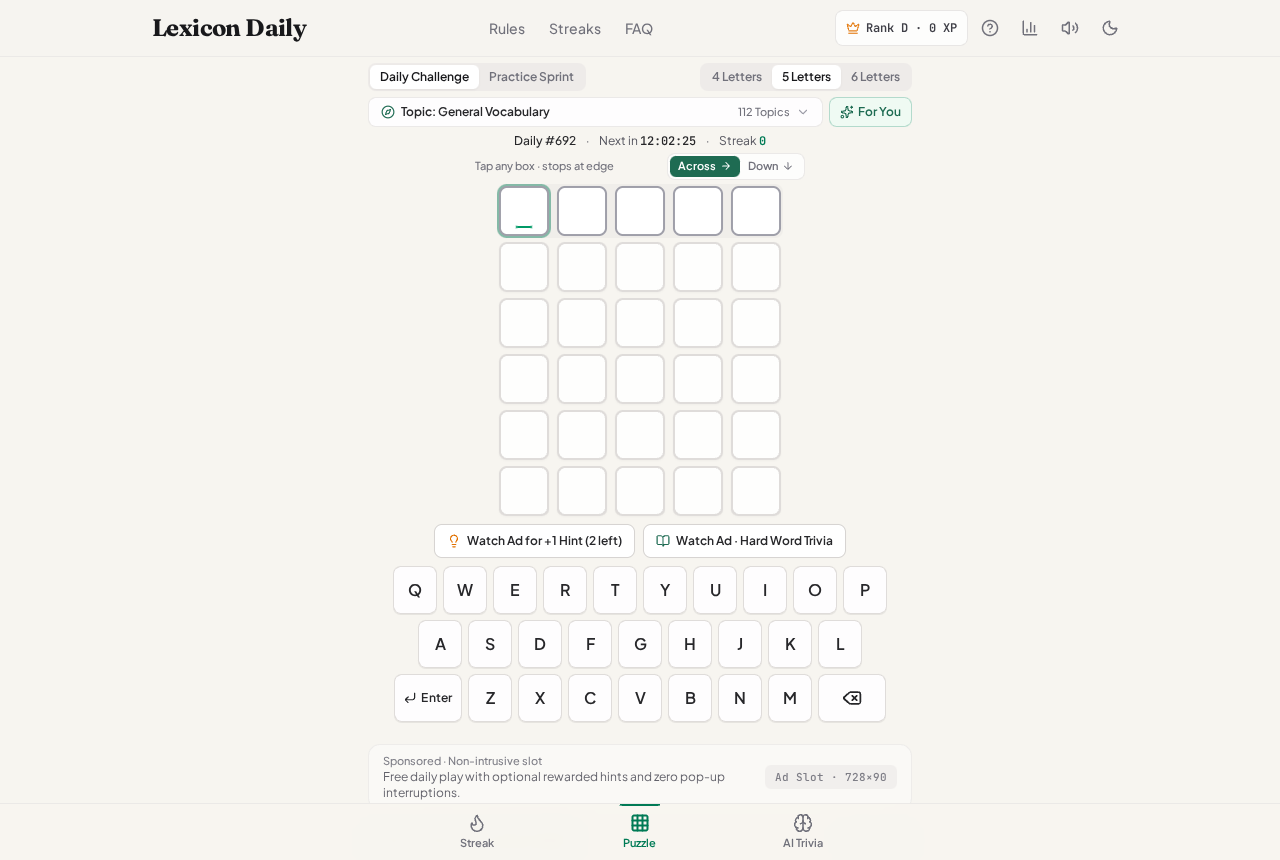 Lexicon Daily
Rules Streaks FAQ
Rank D · 0 XP
Daily Challenge Practice Sprint
4 Letters 5 Letters 6 Letters
Topic: General Vocabulary 112 Topics
For You
Daily #692 · Next in 12:02:25 · Streak 0
Tap any box · stops at edge
Across → Down ↓
Watch Ad for +1 Hint (2 left)
Watch Ad · Hard Word Trivia
Q W E R T Y U I O P
A S D F G H J K L
Enter Z X C V B N M
Sponsored · Non-intrusive slot
Free daily play with optional rewarded hints and zero pop-up
interruptions.
Ad Slot · 728×90
Streak
Puzzle
AI Trivia